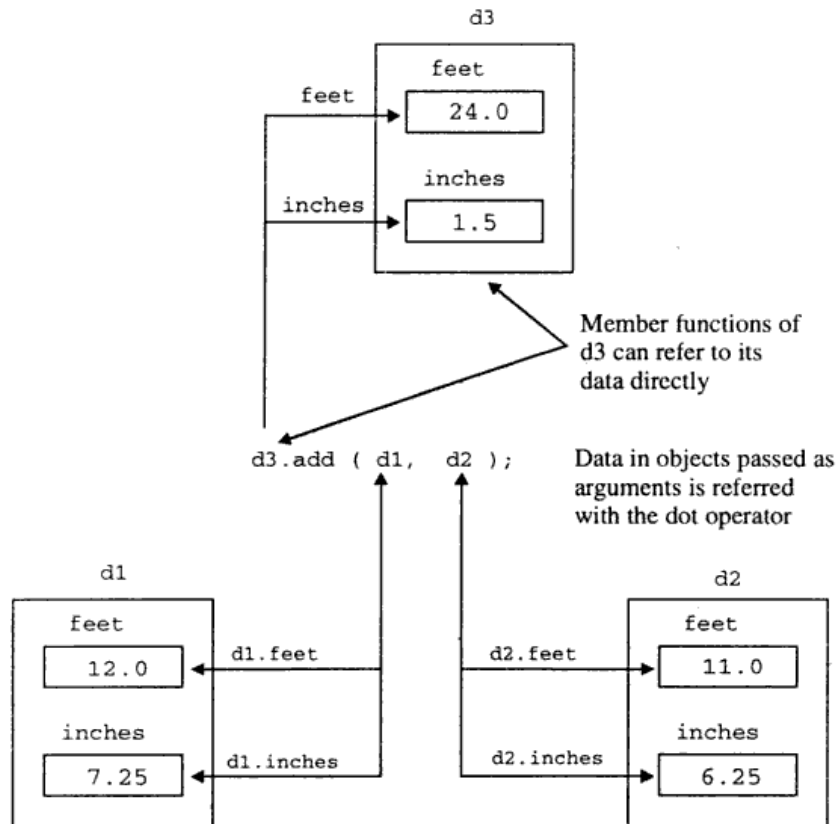 d3
feet
feet
24.0
inches
inches
1.5
Member functions of
d3 can refer to its
data directly
d3.add ( d1, d2 );
Data in objects passed as
arguments is referred
with the dot operator
d1
feet
12.0
d1.feet
inches
7.25
d1.inches
d2
feet
d2.feet
11.0
inches
d2.inches
6.25